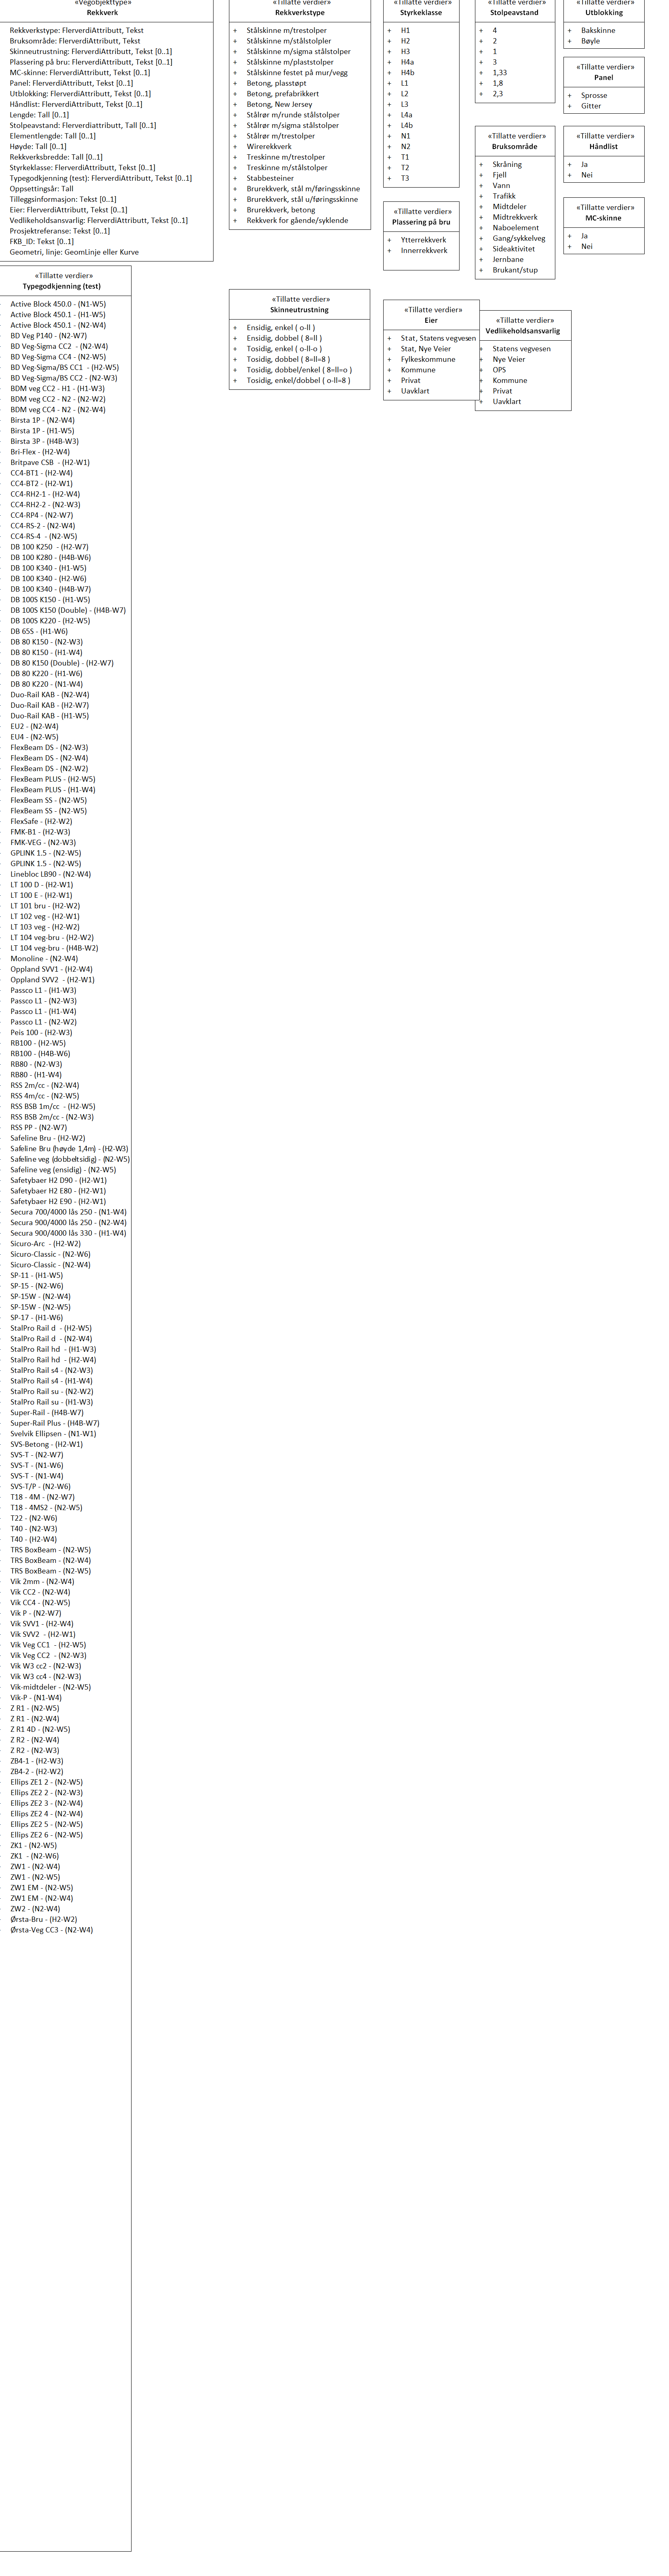 «Vegobjekttype»
Rekkverk
Rekkverkstype: FlerverdiAttributt, Tekst
Bruksområde: FlerverdiAttributt, Tekst
Skinneutrustning: FlerverdiAttributt, Tekst [0..1]
Plassering på bru: FlerverdiAttributt, Tekst [0..1]
MC-skinne: FlerverdiAttributt, Tekst [0..1]
Panel: FlerverdiAttributt, Tekst [0..1]
Utblokking: FlerverdiAttributt, Tekst [0..1]
Håndlist: FlerverdiAttributt, Tekst [0..1]
Lengde: Tall [0..1]
Stolpeavstand: Flerverdiattributt, Tall [0..1]
Elementlengde: Tall [0..1]
Høyde: Tall [0..1]
Rekkverksbredde: Tall [0..1]
Styrkeklasse: FlerverdiAttributt, Tekst [0..1]
Typegodkjenning (test): FlerverdiAttributt, Tekst [0..1]
Oppsettingsår: Tall
Tilleggsinformasjon: Tekst [0..1]
Eier: FlerverdiAttributt, Tekst [0..1]
Vedlikeholdsansvarlig: FlerverdiAttributt, Tekst [0..1]
Prosjektreferanse: Tekst [0..1]
FKB_ID: Tekst [0..1]
Geometri, linje: GeomLinje eller Kurve
«Tillatte verdier»
Rekkverkstype
+ Stålskinne m/trestolper
+ Stålskinne m/stålstolpler
+ Stålskinne m/sigma stålstolper
+ Stålskinne m/plaststolper
+ Stålskinne festet på mur/vegg
+ Betong, plasstøpt
+ Betong, prefabrikkert
+ Betong, New Jersey
+ Stålrør m/runde stålstolper
+ Stålrør m/sigma stålstolper
+ Stålrør m/trestolper
+ Wirerekkverk
+ Treskinne m/trestolper
+ Treskinne m/stålstolper
+ Stabbesteiner
+ Brurekkverk, stål m/føringsskinne
+ Brurekkverk, stål u/føringsskinne
+ Brurekkverk, betong
+ Rekkverk for gående/syklende
«Tillatte verdier»
Styrkeklasse
+ H1
+ H2
+ H3
+ H4a
+ H4b
+ L1
+ L2
+ L3
+ L4a
+ L4b
+ N1
+ N2
+ T1
+ T2
+ T3
«Tillatte verdier»
Stolpeavstand
+ 4
+ 2
+ 1
+ 3
+ 1,33
+ 1,8
+ 2,3
«Tillatte verdier»
Utblokking
+ Bakskinne
+ Bøyle
«Tillatte verdier»
Panel
+ Sprosse
+ Gitter
«Tillatte verdier»
Bruksområde
+ Skråning
+ Fjell
+ Vann
+ Trafikk
+ Midtdeler
+ Midtrekkverk
+ Naboelement
+ Gang/sykkelveg
+ Sideaktivitet
+ Jernbane
+ Brukant/stup
«Tillatte verdier»
Håndlist
+ Ja
+ Nei
«Tillatte verdier»
MC-skinne
+ Ja
+ Nei
«Tillatte verdier»
Plassering på bru
+ Ytterrekkverk
+ Innerrekkverk
«Tillatte verdier»
Skinneutrustning
+ Ensidig, enkel ( o-ll )
+ Ensidig, dobbel ( 8=ll )
+ Tosidig, enkel ( o-ll-o )
+ Tosidig, dobbel ( 8=ll=8 )
+ Tosidig, dobbel/enkel ( 8=ll=o )
+ Tosidig, enkel/dobbel ( o-ll=8 )
«Tillatte verdier»
Eier
+ Stat, Statens vegvesen
+ Stat, Nye Veier
+ Fylkeskommune
+ Kommune
+ Privat
+ Uavklart
«Tillatte verdier»
Vedlikeholdsansvarlig
+ Statens vegvesen
+ Nye Veier
+ OPS
+ Kommune
+ Privat
+ Uavklart
«Tillatte verdier»
Typegodkjenning (test)
Active Block 450.0 - (N1-W5)
Active Block 450.1 - (H1-W5)
Active Block 450.1 - (N2-W4)
BD Veg P140 - (N2-W7)
BD Veg-Sigma CC2 - (N2-W4)
BD Veg-Sigma CC4 - (N2-W5)
BD Veg-Sigma/BS CC1 - (H2-W5)
BD Veg-Sigma/BS CC2 - (N2-W3)
BDM veg CC2 - H1 - (H1-W3)
BDM veg CC2 - N2 - (N2-W2)
BDM veg CC4 - N2 - (N2-W4)
Birsta 1P - (N2-W4)
Birsta 1P - (H1-W5)
Birsta 3P - (H4B-W3)
Bri-Flex - (H2-W4)
Britpave CSB - (H2-W1)
CC4-BT1 - (H2-W4)
CC4-BT2 - (H2-W1)
CC4-RH2-1 - (H2-W4)
CC4-RH2-2 - (N2-W3)
CC4-RP4 - (N2-W7)
CC4-RS-2 - (N2-W4)
CC4-RS-4 - (N2-W5)
DB 100 K250 - (H2-W7)
DB 100 K280 - (H4B-W6)
DB 100 K340 - (H1-W5)
DB 100 K340 - (H2-W6)
DB 100 K340 - (H4B-W7)
DB 100S K150 - (H1-W5)
DB 100S K150 (Double) - (H4B-W7)
DB 100S K220 - (H2-W5)
DB 65S - (H1-W6)
DB 80 K150 - (N2-W3)
DB 80 K150 - (H1-W4)
DB 80 K150 (Double) - (H2-W7)
DB 80 K220 - (H1-W6)
DB 80 K220 - (N1-W4)
Duo-Rail KAB - (N2-W4)
Duo-Rail KAB - (H2-W7)
Duo-Rail KAB - (H1-W5)
EU2 - (N2-W4)
EU4 - (N2-W5)
FlexBeam DS - (N2-W3)
FlexBeam DS - (N2-W4)
FlexBeam DS - (N2-W2)
FlexBeam PLUS - (H2-W5)
FlexBeam PLUS - (H1-W4)
FlexBeam SS - (N2-W5)
FlexBeam SS - (N2-W5)
FlexSafe - (H2-W2)
FMK-B1 - (H2-W3)
FMK-VEG - (N2-W3)
GPLINK 1.5 - (N2-W5)
GPLINK 1.5 - (N2-W5)
Linebloc LB90 - (N2-W4)
LT 100 D - (H2-W1)
LT 100 E - (H2-W1)
LT 101 bru - (H2-W2)
LT 102 veg - (H2-W1)
LT 103 veg - (H2-W2)
LT 104 veg-bru - (H2-W2)
LT 104 veg-bru - (H4B-W2)
Monoline - (N2-W4)
Oppland SVV1 - (H2-W4)
Oppland SVV2 - (H2-W1)
Passco L1 - (H1-W3)
Passco L1 - (N2-W3)
Passco L1 - (H1-W4)
Passco L1 - (N2-W2)
Peis 100 - (H2-W3)
RB100 - (H2-W5)
RB100 - (H4B-W6)
RB80 - (N2-W3)
RB80 - (H1-W4)
RSS 2m/cc - (N2-W4)
RSS 4m/cc - (N2-W5)
RSS BSB 1m/cc - (H2-W5)
RSS BSB 2m/cc - (N2-W3)
RSS PP - (N2-W7)
Safeline Bru - (H2-W2)
Safeline Bru (høyde 1,4m) - (H2-W3)
Safeline veg (dobbeltsidig) - (N2-W5)
Safeline veg (ensidig) - (N2-W5)
Safetybaer H2 D90 - (H2-W1)
Safetybaer H2 E80 - (H2-W1)
Safetybaer H2 E90 - (H2-W1)
Secura 700/4000 lås 250 - (N1-W4)
Secura 900/4000 lås 250 - (N2-W4)
Secura 900/4000 lås 330 - (H1-W4)
Sicuro-Arc - (H2-W2)
Sicuro-Classic - (N2-W6)
Sicuro-Classic - (N2-W4)
SP-11 - (H1-W5)
SP-15 - (N2-W6)
SP-15W - (N2-W4)
SP-15W - (N2-W5)
SP-17 - (H1-W6)
StalPro Rail d - (H2-W5)
StalPro Rail d - (N2-W4)
StalPro Rail hd - (H1-W3)
StalPro Rail hd - (H2-W4)
StalPro Rail s4 - (N2-W3)
StalPro Rail s4 - (H1-W4)
StalPro Rail su - (N2-W2)
StalPro Rail su - (H1-W3)
Super-Rail - (H4B-W7)
Super-Rail Plus - (H4B-W7)
Svelvik Ellipsen - (N1-W1)
SVS-Betong - (H2-W1)
SVS-T - (N2-W7)
SVS-T - (N1-W6)
SVS-T - (N1-W4)
SVS-T/P - (N2-W6)
T18 - 4M - (N2-W7)
T18 - 4MS2 - (N2-W5)
T22 - (N2-W6)
T40 - (N2-W3)
T40 - (H2-W4)
TRS BoxBeam - (N2-W5)
TRS BoxBeam - (N2-W4)
TRS BoxBeam - (N2-W5)
Vik 2mm - (N2-W4)
Vik CC2 - (N2-W4)
Vik CC4 - (N2-W5)
Vik P - (N2-W7)
Vik SVV1 - (H2-W4)
Vik SVV2 - (H2-W1)
Vik Veg CC1 - (H2-W5)
Vik Veg CC2 - (N2-W3)
Vik W3 cc2 - (N2-W3)
Vik W3 cc4 - (N2-W3)
Vik-midtdeler - (N2-W5)
Vik-P - (N1-W4)
Z R1 - (N2-W5)
Z R1 - (N2-W4)
Z R1 4D - (N2-W5)
Z R2 - (N2-W4)
Z R2 - (N2-W3)
ZB4-1 - (H2-W3)
ZB4-2 - (H2-W2)
Ellips ZE1 2 - (N2-W5)
Ellips ZE2 2 - (N2-W3)
Ellips ZE2 3 - (N2-W4)
Ellips ZE2 4 - (N2-W4)
Ellips ZE2 5 - (N2-W5)
Ellips ZE2 6 - (N2-W5)
ZK1 - (N2-W5)
ZK1 - (N2-W6)
ZW1 - (N2-W4)
ZW1 - (N2-W5)
ZW1 EM - (N2-W5)
ZW1 EM - (N2-W4)
ZW2 - (N2-W4)
Ørsta-Bru - (H2-W2)
Ørsta-Veg CC3 - (N2-W4)